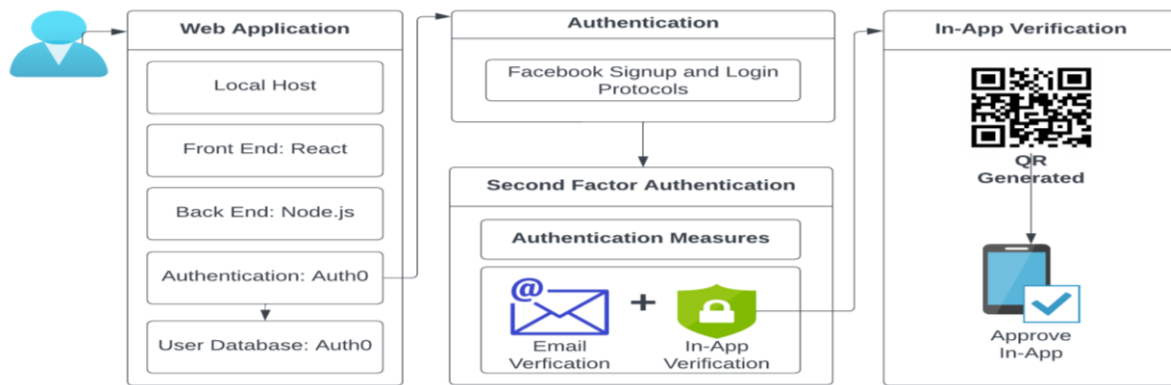 Web Application
Local Host
Front End: React
Back End: Node.js
Authentication: Auth0
User Database: Auth0
Authentication
Facebook Signup and Login
Protocols
Second Factor Authentication
Authentication Measures
@
+
Email
Verfication
In-App
Verification
In-App Verification
QR
Generated
Approve
In-App